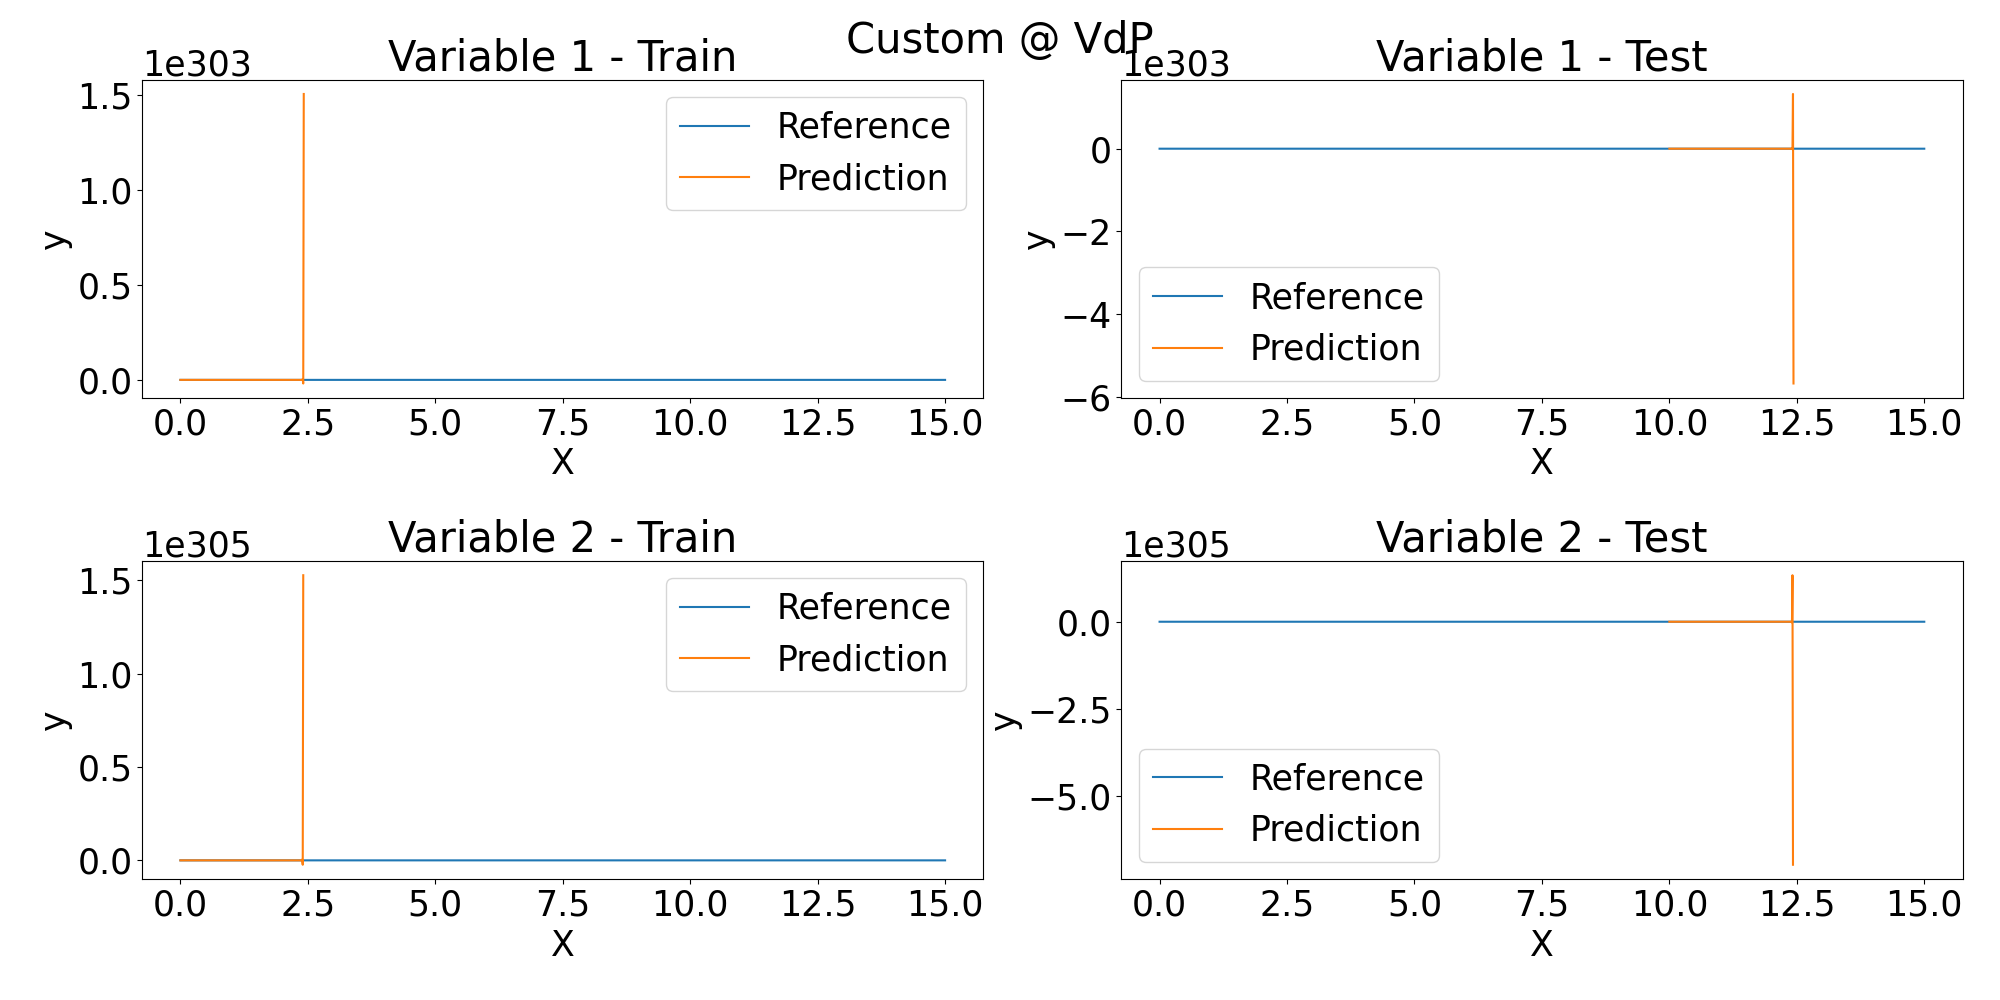 Custom @ VdP
Variable 1 - Train
1e303
1.5
1.0
0.5
0.0
y
Reference
Prediction
0.0 2.5 5.0 7.5 10.0 12.5 15.0
X
Variable 1 - Test
1e303
0
−2
−4
−6
y
Reference
Prediction
0.0 2.5 5.0 7.5 10.0 12.5 15.0
X
Variable 2 - Train
1e305
1.5
1.0
0.5
0.0
y
Reference
Prediction
0.0 2.5 5.0 7.5 10.0 12.5 15.0
X
Variable 2 - Test
1e305
0.0
−2.5
−5.0
y
Reference
Prediction
0.0 2.5 5.0 7.5 10.0 12.5 15.0
X